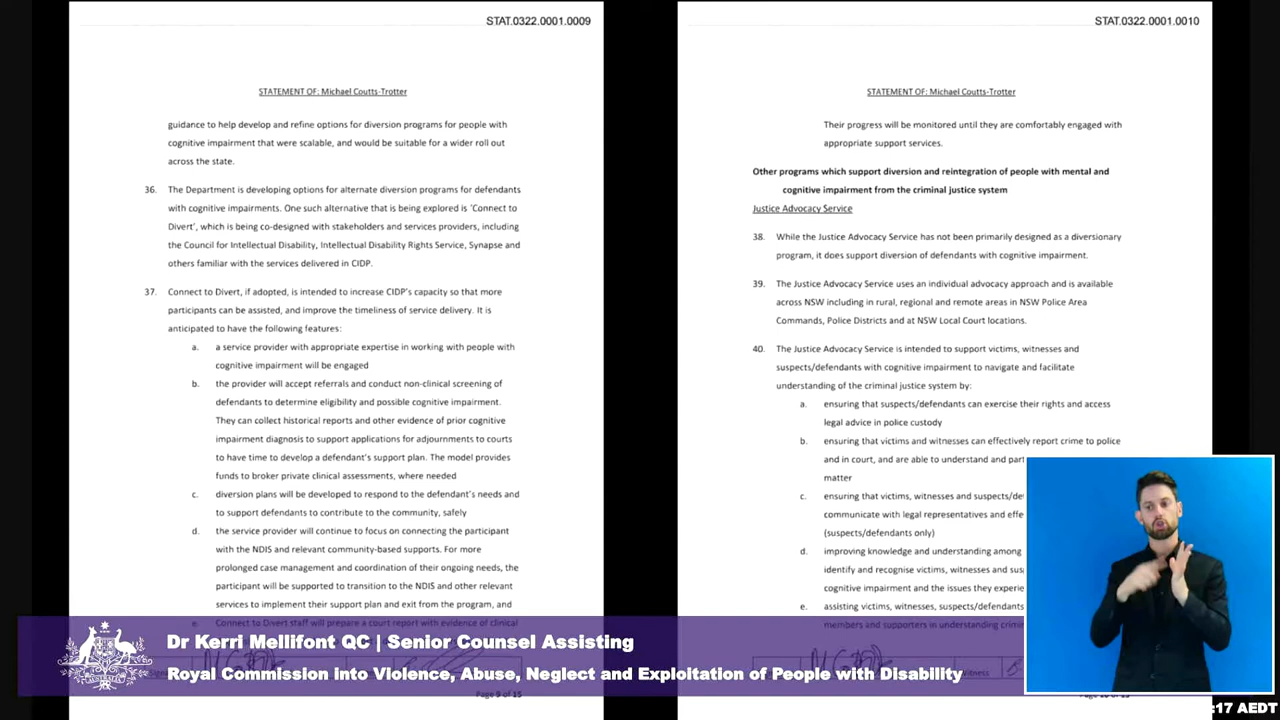 STAT.0322.0001.0009
STATEMENT OF: Michael Coutts-Trotter
guidance to help develop and refine options for diversion programs for people with
cognitive impairment that were scalable, and would be suitable for a wider roll out
across the state.
36. The Department is developing options for alternate diversion programs for defendants
with cognitive impairments. One such alternative that is being explored is 'Connect to
Divert', which is being co-designed with stakeholders and services providers, including
the Council for Intellectual Disability, Intellectual Disability Rights Service, Synapse and
others familiar with the services delivered in CIDP.
37. Connect to Divert, if adopted, is intended to increase CIDP's capacity so that more
participants can be assisted, and improve the timeliness of service delivery. It is
anticipated to have the following features:
a. a service provider with appropriate expertise in working with people with
cognitive impairment will be engaged
b. the provider will accept referrals and conduct non-clinical screening of
defendants to determine eligibility and possible cognitive impairment.
They can collect historical reports and other evidence of prior cognitive
impairment diagnosis to support applications for adjournments to courts
to have time to develop a defendant's support plan. The model provides
funds to broker private clinical assessments, where needed
c. diversion plans will be developed to respond to the defendant's needs and
to support defendants to contribute to the community, safely
d. the service provider will continue to focus on connecting the participant
with the NDIS and relevant community-based supports. For more
prolonged case management and coordination of their ongoing needs, the
participant will be supported to transition to the NDIS and other relevant
services to implement their support plan and exit from the program, and
e. Connect to Divert staff will prepare a court report with evidence of clinical
Page 9 of 15
STAT.0322.0001.0010
STATEMENT OF: Michael Coutts-Trotter
Their progress will be monitored until they are comfortably engaged with
appropriate support services.
Other programs which support diversion and reintegration of people with mental and
cognitive impairment from the criminal justice system
Justice Advocacy Service
38. While the Justice Advocacy Service has not been primarily designed as a diversionary
program, it does support diversion of defendants with cognitive impairment.
39. The Justice Advocacy Service uses an individual advocacy approach and is available
across NSW including in rural, regional and remote areas in NSW Police Area
Commands, Police Districts and at NSW Local Court locations.
40. The Justice Advocacy Service is intended to support victims, witnesses and
suspects/defendants with cognitive impairment to navigate and facilitate
understanding of the criminal justice system by:
a. ensuring that suspects/defendants can exercise their rights and access
legal advice in police custody
b. ensuring that victims and witnesses can effectively report crime to police
and in court, and are able to understand and
matter
c. ensuring that victims, witnesses and
communicate with legal representatives and
(suspects/defendants only)
d. improving knowledge and understanding among
identify and recognise victims, witnesses and
cognitive impairment and the issues they
e. assisting victims, witnesses, suspects/defendants
members and supporters in understanding
Dr Kerri Mellifont QC | Senior Counsel Assisting
Royal Commission into Violence, Abuse, Neglect and Exploitation of People with Disability
:17 AEDT